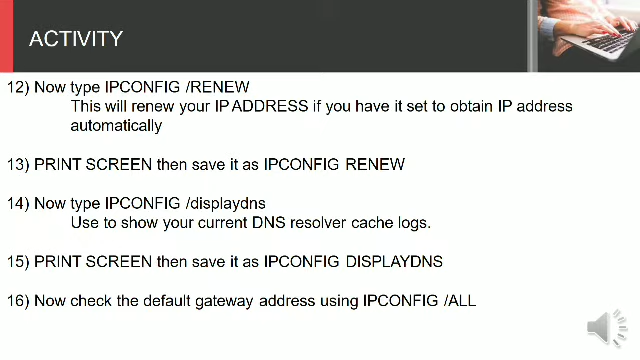 ACTIVITY
12) Now type IPCONFIG /RENEW
This will renew your IP ADDRESS if you have it set to obtain IP address
automatically
13) PRINT SCREEN then save it as IPCONFIG RENEW
14) Now type IPCONFIG /displaydns
Use to show your current DNS resolver cache logs.
15) PRINT SCREEN then save it as IPCONFIG DISPLAYDNS
16) Now check the default gateway address using IPCONFIG /ALL